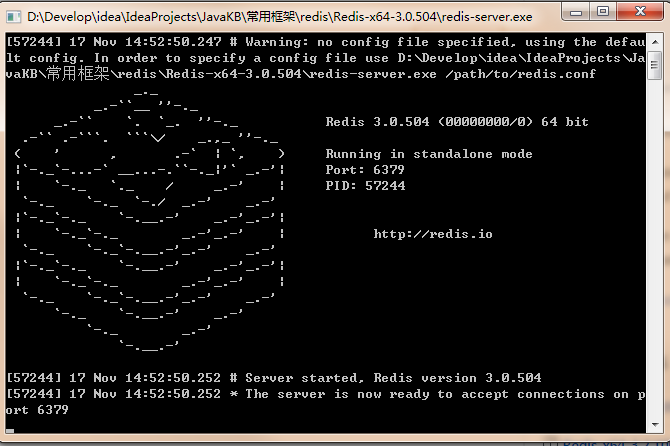 D:\Develop\idea\IdeaProjects\JavaKB\常用框架\redis\Redis-x64-3.0.504\redis-server.exe
[57244] 17 Nov 14:52:50.247 # Warning: no config file specified, using the defau
lt config. In order to specify a config file use D:\Develop\idea\IdeaProjects\Ja
vaKB\常用框架\redis\Redis-x64-3.0.504\redis-server.exe /path/to/redis.conf
Redis 3.0.504 (00000000/0) 64 bit
Running in standalone mode
Port: 6379
PID: 57244
http://redis.io
[57244] 17 Nov 14:52:50.252 # Server started, Redis version 3.0.504
[57244] 17 Nov 14:52:50.252 * The server is now ready to accept connections on p
ort 6379